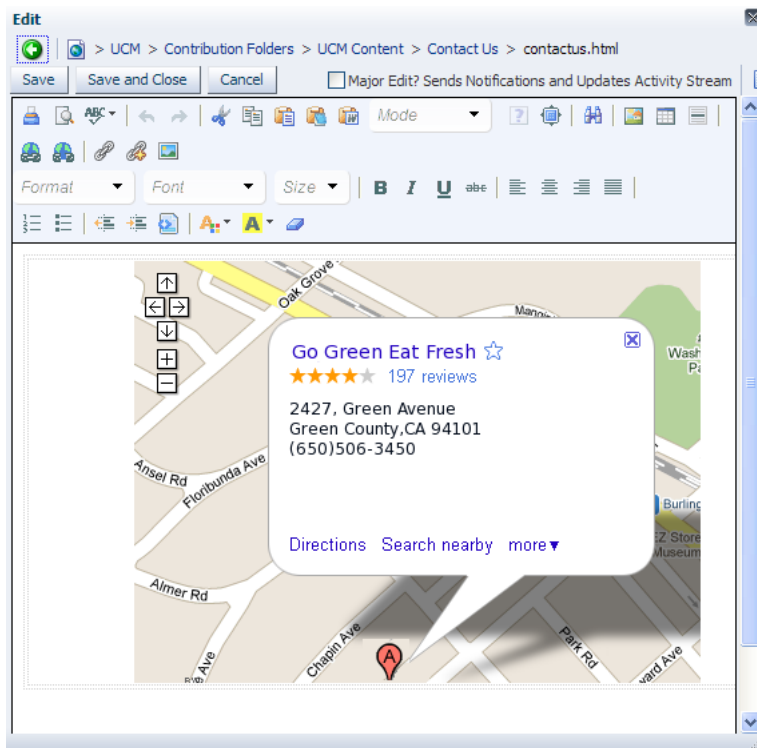 Edit
> UCM > Contribution Folders > UCM Content > Contact Us > contactus.html
Save Save and Close Cancel Major Edit? Sends Notifications and Updates Activity Stream
ABC Mode
Format Font Size B I U abc
A A
Oak Grove
Go Green Eat Fresh
197 reviews
2427, Green Avenue
Green County,CA 94101
(650)506-3450
Directions Search nearby more
Ansel Rd
Floribunda Ave
Almer Rd
Chapin Ave
Park Rd
Ave
A